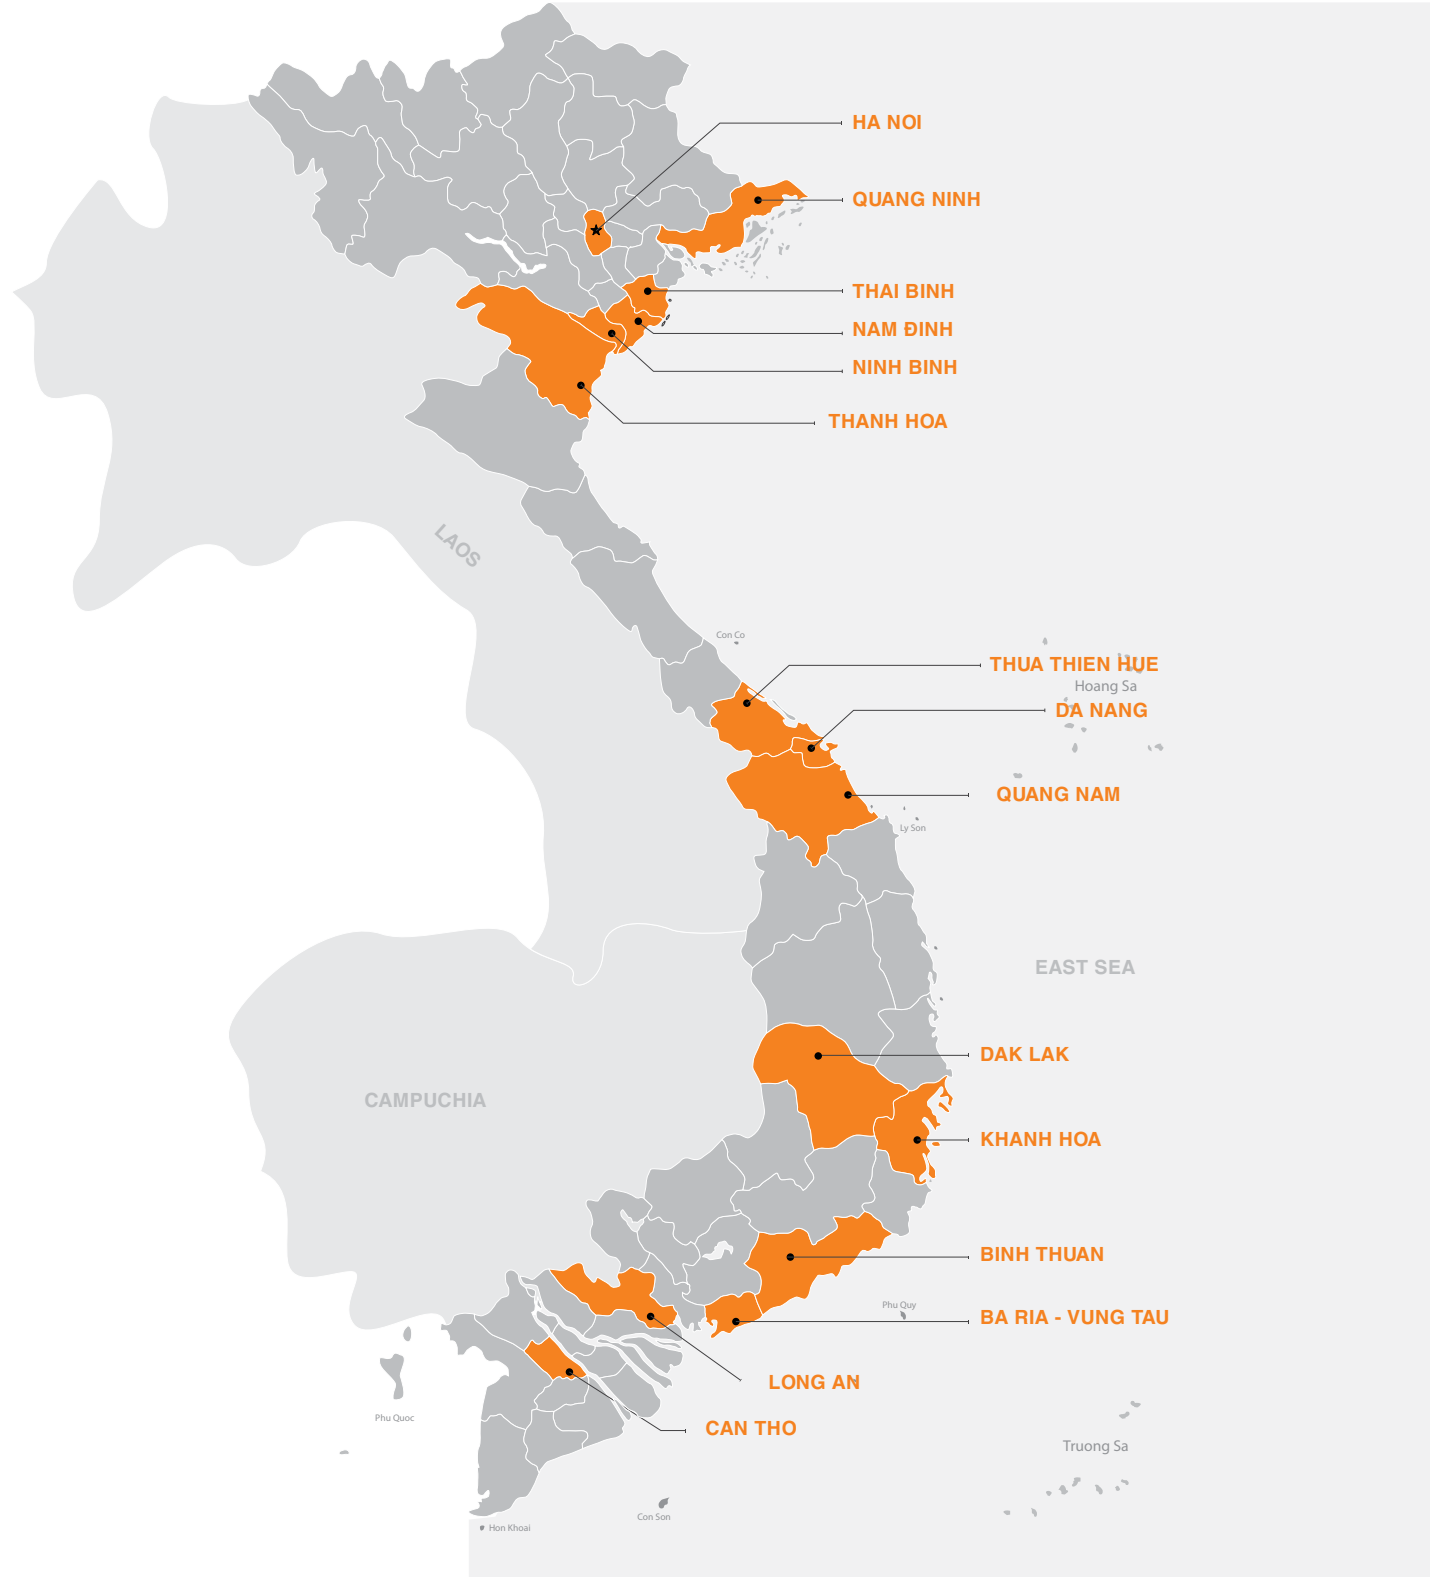 HA NOI
QUANG NINH
THAI BINH
NAM ĐINH
NINH BINH
THANH HOA
LAOS
Con Co
THUA THIEN HUE
Hoang Sa
DA NANG
QUANG NAM
Ly Son
EAST SEA
DAK LAK
CAMPUCHIA
KHANH HOA
BINH THUAN
Phu Quy
BA RIA - VUNG TAU
LONG AN
Phu Quoc
CAN THO
Truong Sa
Con Son
Hon Khoai